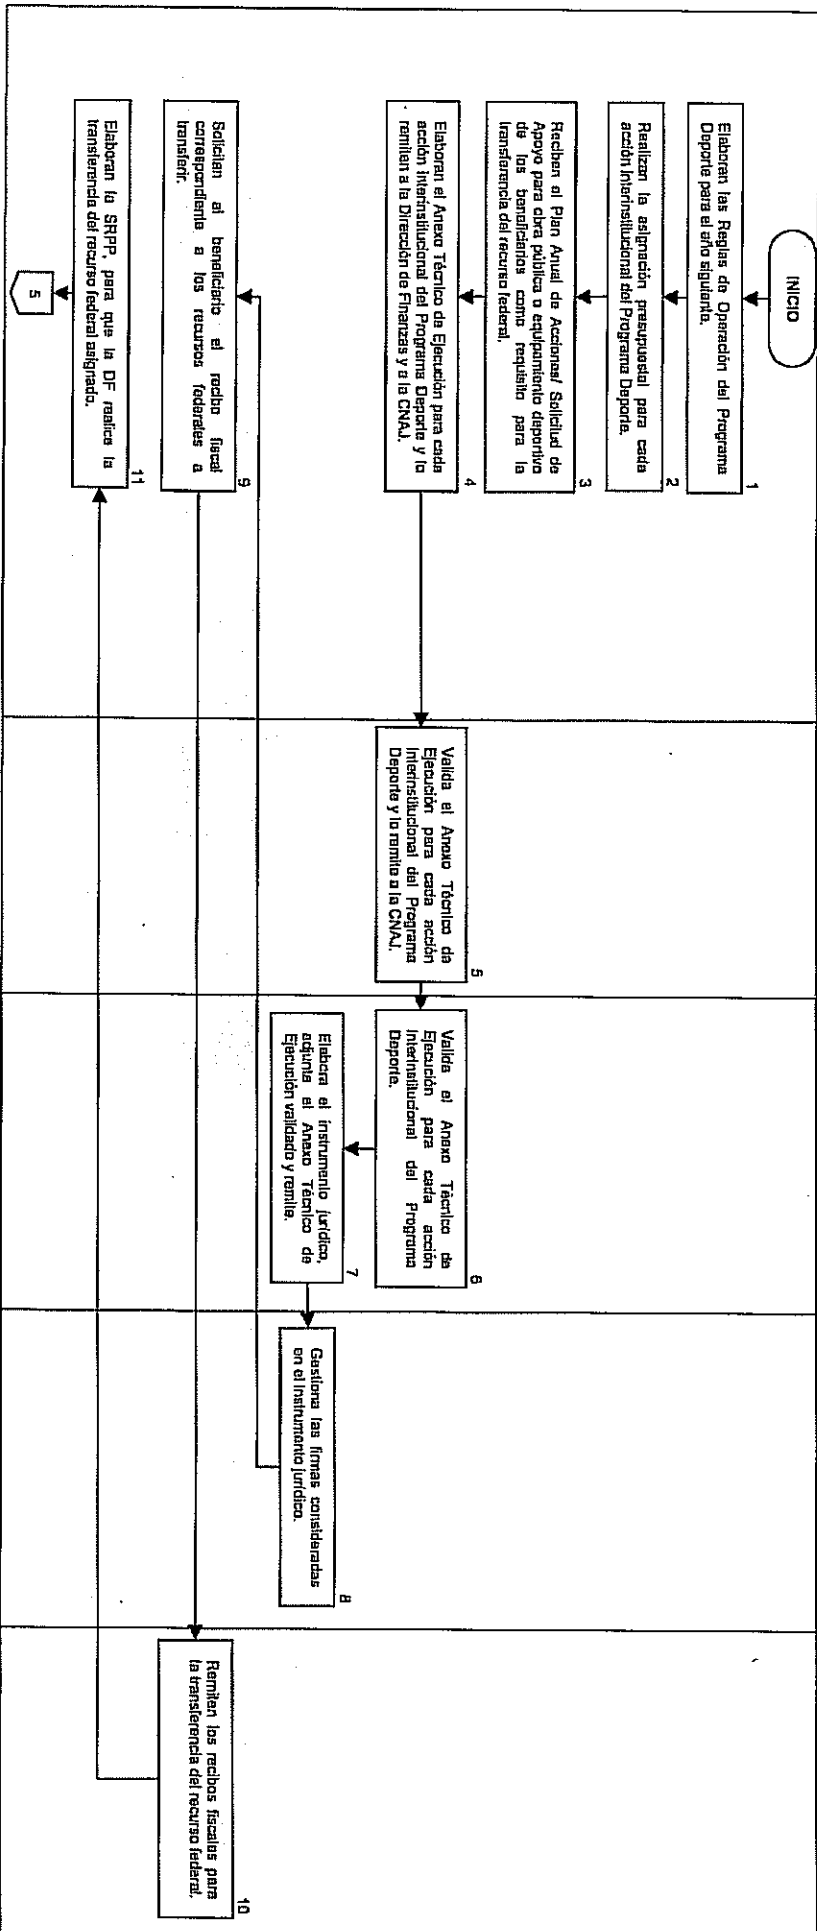 INICIO
1
Elaboran las Reglas de Operación del Programa
Deporte para el año siguiente.
2
Realizan la asignación presupuestal para cada
acción Interinstitucional del Programa Deporte.
3
Reciben el Plan Anual de Acciones/ Solicitud de
Apoyo para obra pública o equipamiento deportivo
de los beneficiarios como requisito para la
transferencia del recurso federal.
4
Elaboran el Anexo Técnico de Ejecución para cada
acción Interinstitucional del Programa Deporte y lo
remiten a la Dirección de Finanzas y a la CNAJ.
5
Valida el Anexo Técnico de
Ejecución para cada acción
Interinstitucional del Programa
Deporte y lo remite a la CNAJ.
6
Valida el Anexo Técnico de
Ejecución para cada acción
Interinstitucional del Programa
Deporte.
7
Elabora el instrumento jurídico,
adjunta el Anexo Técnico de
Ejecución validado y remite.
8
Gestiona las firmas consideradas
en el instrumento jurídico.
9
Solicitan al beneficiario el recibo fiscal
correspondiente a los recursos federales a
transferir.
10
Remiten los recibos fiscales para
la transferencia del recurso federal.
11
Elaboran la SRPP, para que la DF realice la
transferencia del recurso federal asignado.
5